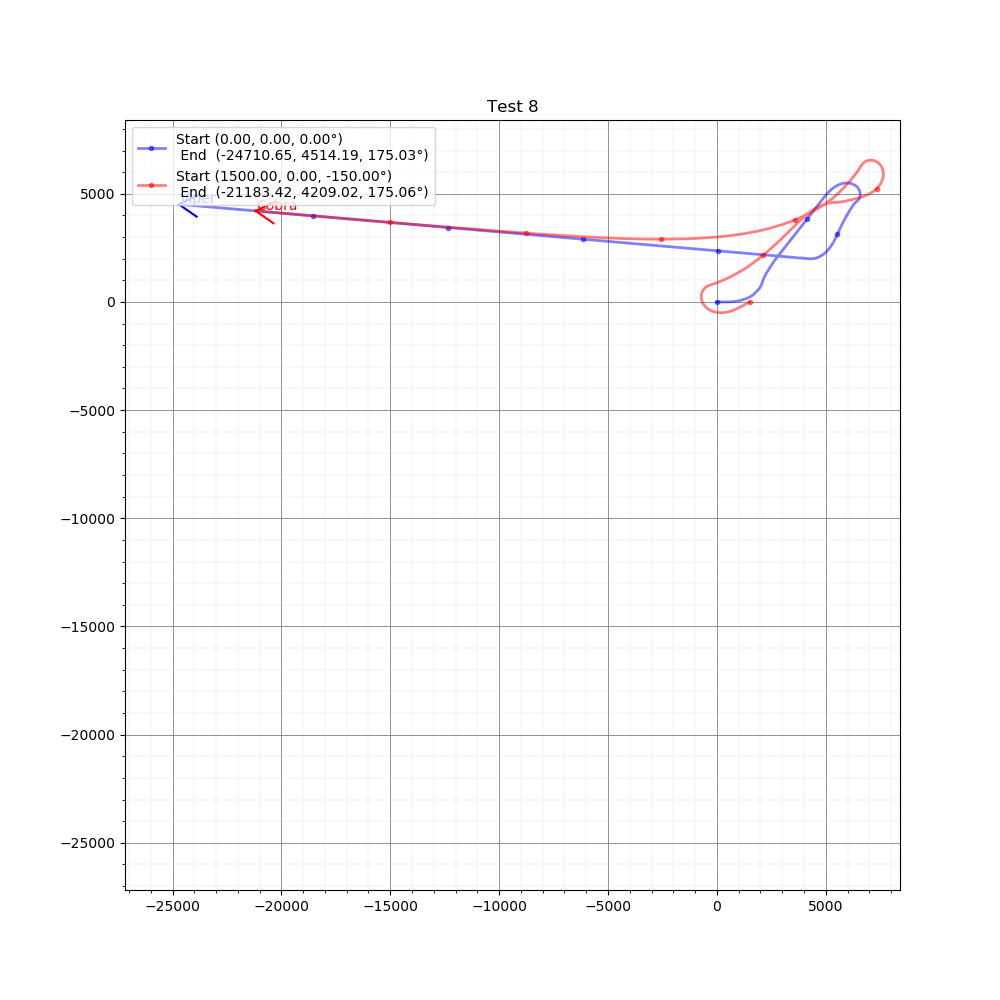 Test 8
Start (0.00, 0.00, 0.00°)
End (-24710.65, 4514.19, 175.03°)
Start (1500.00, 0.00, -150.00°)
End (-21183.42, 4209.02, 175.06°)
Viper
Cobra
5000
0
−5000
−10000
−15000
−20000
−25000
−25000
−20000
−15000
−10000
−5000
0
5000